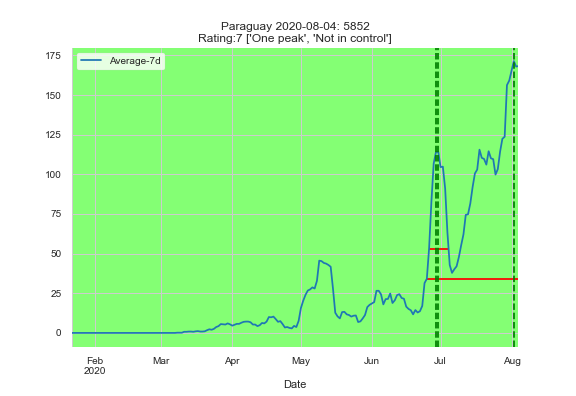 Paraguay 2020-08-04: 5852
Rating:7 ['One peak', 'Not in control']
Average-7d
175
150
125
100
75
50
25
0
Feb
2020
Mar
Apr
May
Jun
Jul
Aug
Date